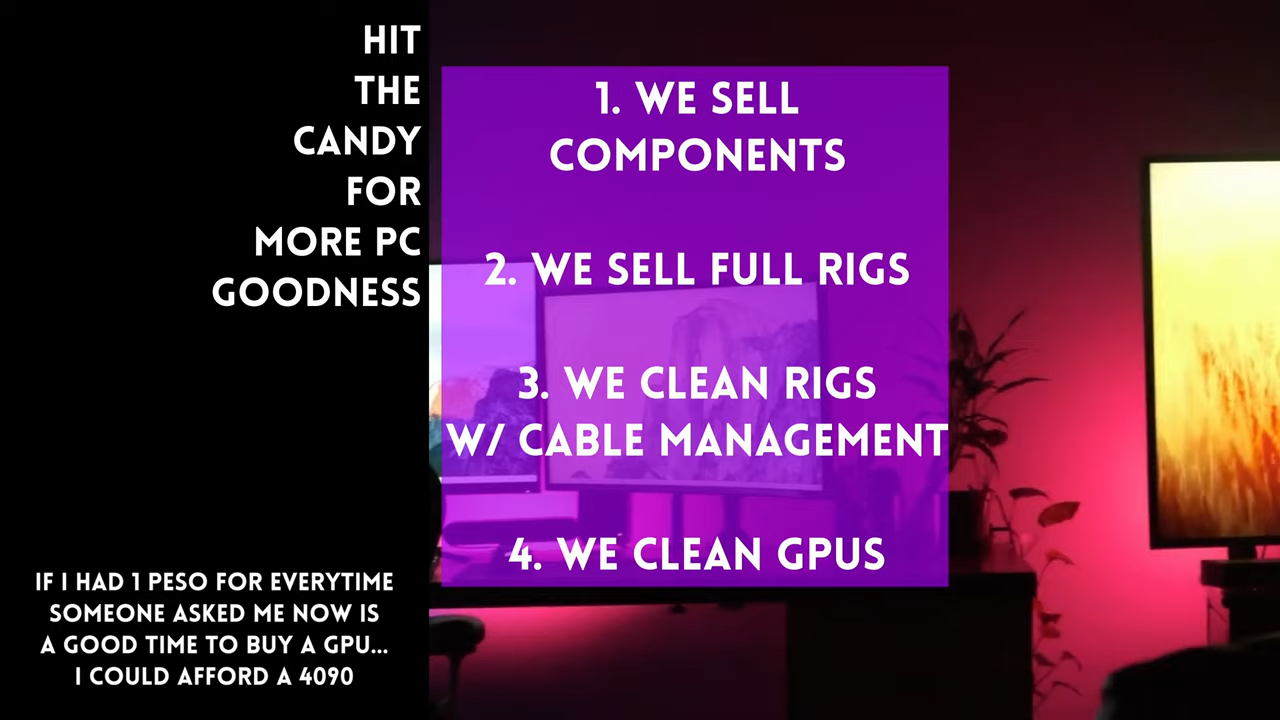 HIT
THE
CANDY
FOR
MORE PC
GOODNESS
1. WE SELL
COMPONENTS
2. WE SELL FULL RIGS
3. WE CLEAN RIGS
W/ CABLE MANAGEMENT
4. WE CLEAN GPUS
IF I HAD 1 PESO FOR EVERYTIME
SOMEONE ASKED ME NOW IS
A GOOD TIME TO BUY A GPU...
I COULD AFFORD A 4090